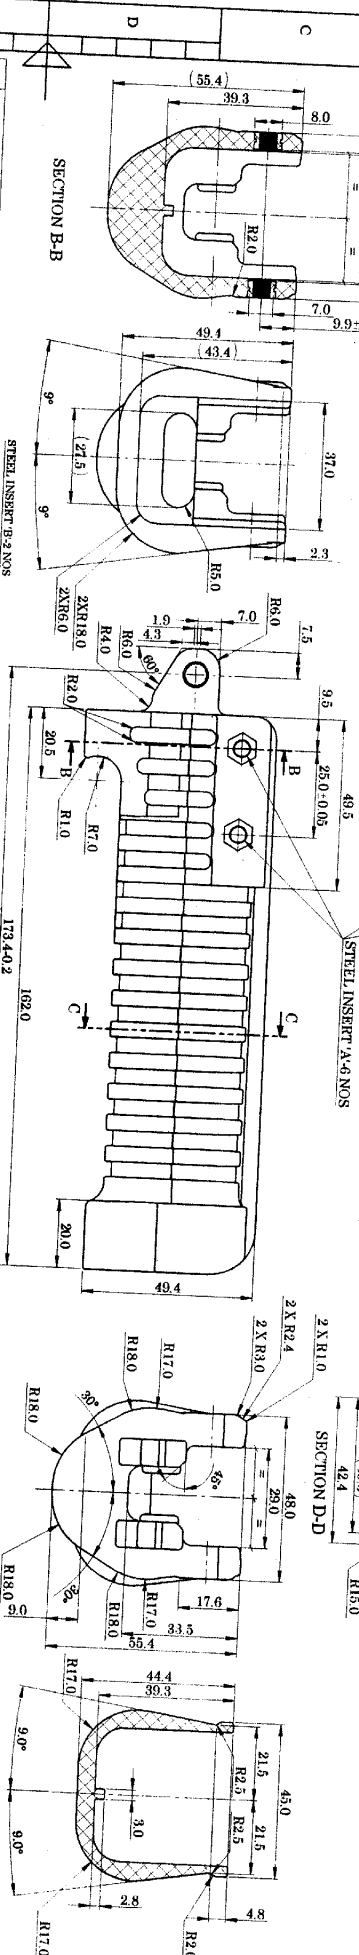 C
D
(55.4)
39.3
8.0
=
=
R2.0
7.0
9.9±
SECTION B-B
49.4
(43.4)
9°
9°
(27.5)
37.0
R5.0
2.3
2XR18.0
2XR6.0
STEEL INSERT 'B'-2 NOS
R6.0
7.0
7.5
1.9
4.3
60°
R6.0
R4.0
R2.0
9.5
25.0±0.05
49.5
20.5
B
B
R1.0
R7.0
STEEL INSERT 'A'-6 NOS
C
C
173.4-0.2
162.0
20.0
49.4
2 X R1.0
2 X R2.4
2 X R3.0
R17.0
R18.0
R18.0
30°
48.0
29.0
=
=
SECTION D-D
42.4
R15.0
17.6
33.5
55.4
9.0
30°
R17.0
R18.0
R18.0
44.4
39.3
R17.0
45.0
21.5
21.5
R2.5
R2.5
3.0
9.0°
9.0°
2.8
4.8
R17.0